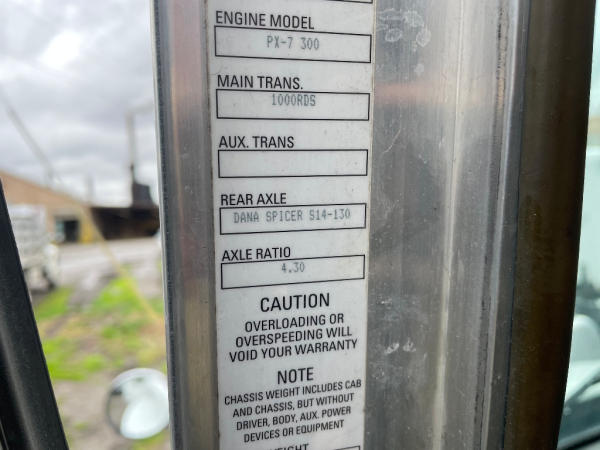 ENGINE MODEL
PX-7 300
MAIN TRANS.
1000RDS
AUX. TRANS
REAR AXLE
DANA SPICER S14-130
AXLE RATIO
4.30
CAUTION
OVERLOADING OR
OVERSPEEDING WILL
VOID YOUR WARRANTY
NOTE
CHASSIS WEIGHT INCLUDES CAB
AND CHASSIS, BUT WITHOUT
DRIVER, BODY, AUX. POWER
DEVICES OR EQUIPMENT